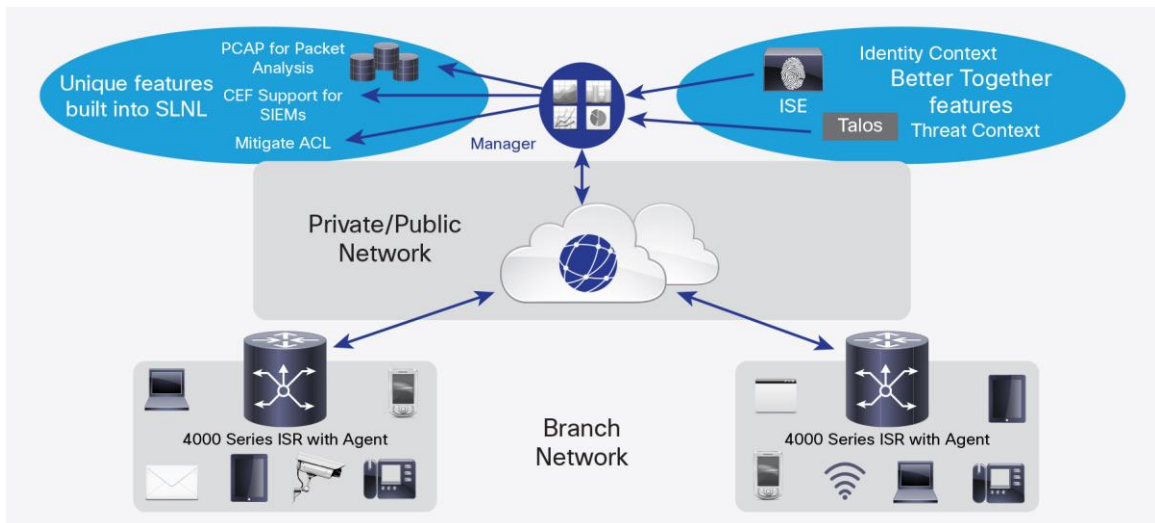 Unique features
built into SLNL
PCAP for Packet
Analysis
CEF Support for
SIEMs
Mitigate ACL
Manager
ISE
Identity Context
Better Together
features
Talos
Threat Context
Private/Public
Network
4000 Series ISR with Agent
Branch
Network
4000 Series ISR with Agent